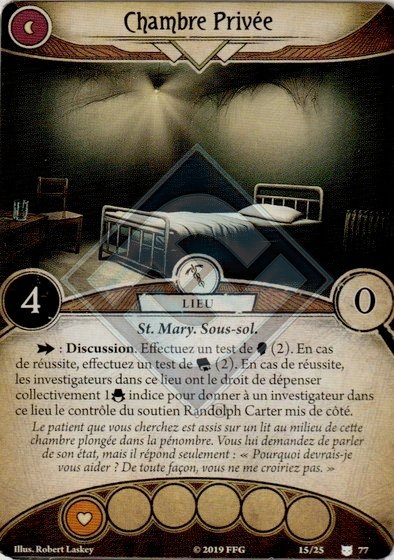 Chambre Privée
4
LIEU
0
St. Mary. Sous-sol.
: Discussion. Effectuez un test de (2). En cas
de réussite, effectuez un test de (2). En cas de réussite,
les investigateurs dans ce lieu ont le droit de dépenser
collectivement 1 indice pour donner à un investigateur dans
ce lieu le contrôle du soutien Randolph Carter mis de côté.
Le patient que vous cherchez est assis sur un lit au milieu de cette
chambre plongée dans la pénombre. Vous lui demandez de parler
de son état, mais il répond seulement : « Pourquoi devrais-je
vous aider ? De toute façon, vous ne me croiriez pas. »
Illus. Robert Laskey
© 2019 FFG
15/25
77